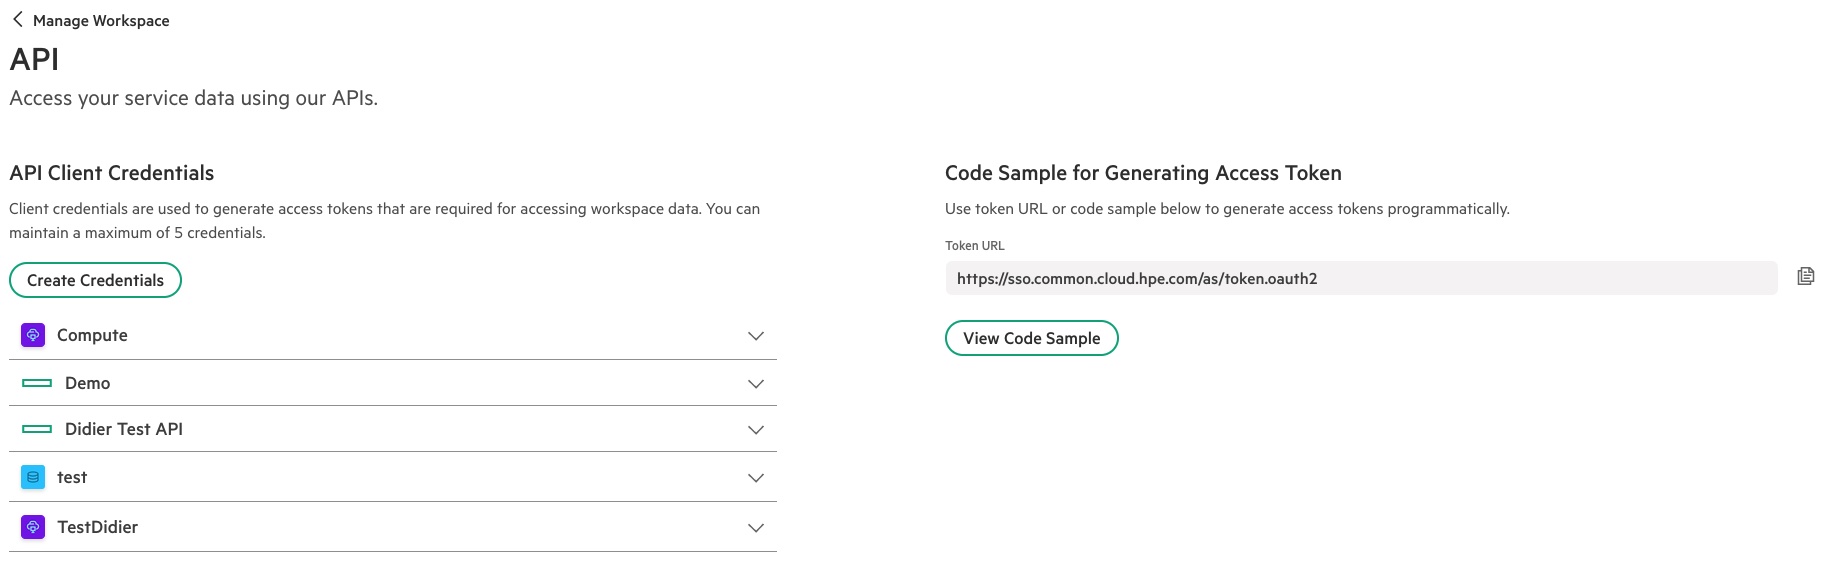 Manage Workspace
API
Access your service data using our APIs.
API Client Credentials
Client credentials are used to generate access tokens that are required for accessing workspace data. You can
maintain a maximum of 5 credentials.
Create Credentials
Compute
Demo
Didier Test API
test
TestDidier
Code Sample for Generating Access Token
Use token URL or code sample below to generate access tokens programmatically.
Token URL
https://sso.common.cloud.hpe.com/as/token.oauth2
View Code Sample